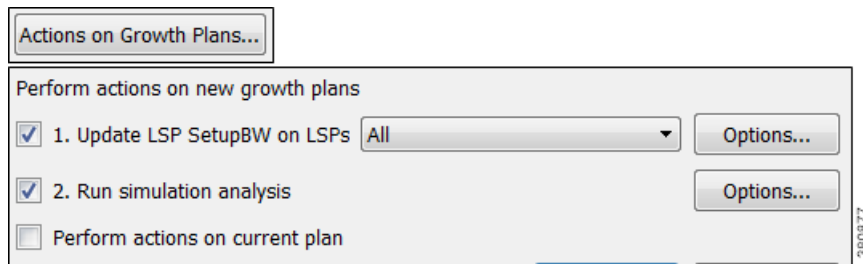 Actions on Growth Plans...
Perform actions on new growth plans
1. Update LSP SetupBW on LSPs All Options...
2. Run simulation analysis Options...
Perform actions on current plan
380877